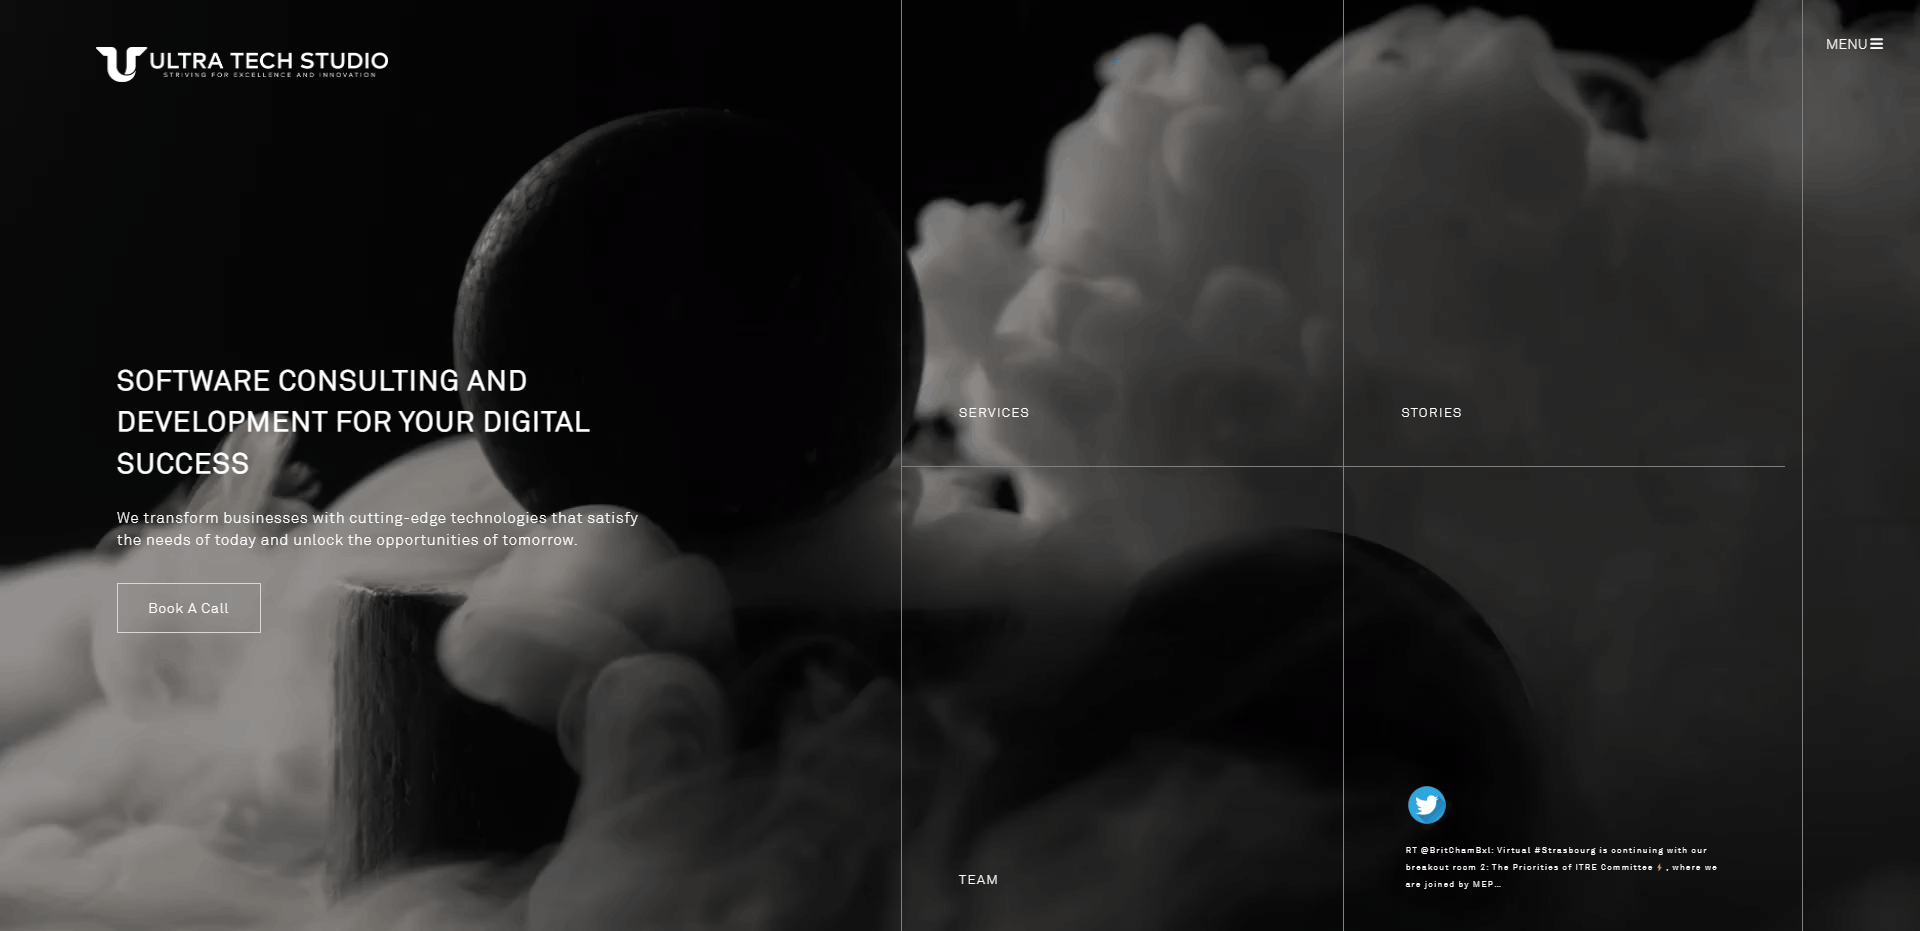 ULTRA TECH STUDIO
STRIVING FOR EXCELLENCE AND INNOVATION
MENU
SOFTWARE CONSULTING AND
DEVELOPMENT FOR YOUR DIGITAL
SUCCESS
We transform businesses with cutting-edge technologies that satisfy
the needs of today and unlock the opportunities of tomorrow.
Book A Call
SERVICES
STORIES
TEAM
RT @BritChamBxl: Virtual #Strasbourg is continuing with our
breakout room 2: The Priorities of ITRE Committee ⚡, where we
are joined by MEP…